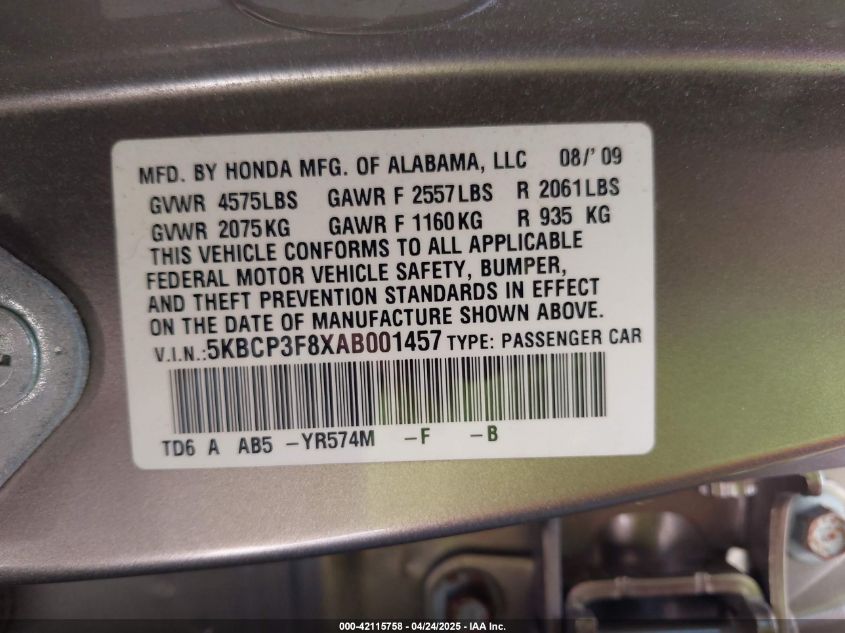 MFD. BY HONDA MFG. OF ALABAMA, LLC 08/' 09
GVWR 4575LBS GAWR F 2557LBS R 2061LBS
GVWR 2075KG GAWR F 1160KG R 935 KG
THIS VEHICLE CONFORMS TO ALL APPLICABLE
FEDERAL MOTOR VEHICLE SAFETY, BUMPER,
AND THEFT PREVENTION STANDARDS IN EFFECT
ON THE DATE OF MANUFACTURE SHOWN ABOVE.
V.I.N.:5KBCP3F8XAB001457 TYPE: PASSENGER CAR
TD6 A AB5 -YR574M -F -B
000-42115758 - 04/24/2025 - IAA Inc.